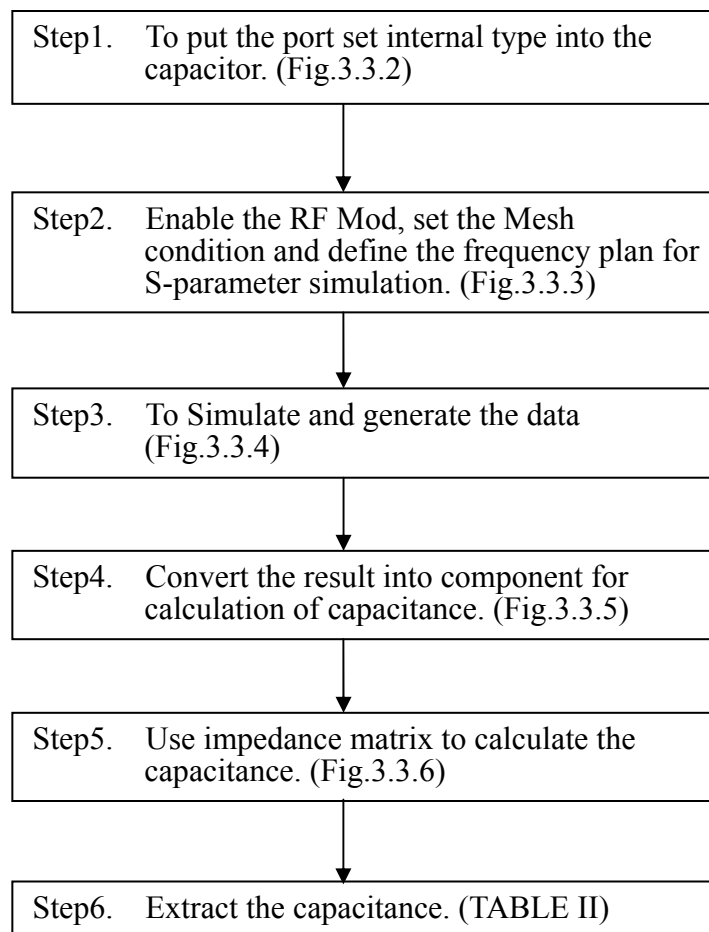 Step1. To put the port set internal type into the
capacitor. (Fig.3.3.2)
Step2. Enable the RF Mod, set the Mesh
condition and define the frequency plan for
S-parameter simulation. (Fig.3.3.3)
Step3. To Simulate and generate the data
(Fig.3.3.4)
Step4. Convert the result into component for
calculation of capacitance. (Fig.3.3.5)
Step5. Use impedance matrix to calculate the
capacitance. (Fig.3.3.6)
Step6. Extract the capacitance. (TABLE II)